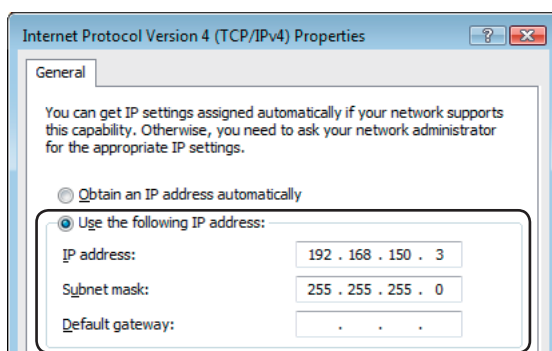 Internet Protocol Version 4 (TCP/IPv4) Properties
General
You can get IP settings assigned automatically if your network supports
this capability. Otherwise, you need to ask your network administrator
for the appropriate IP settings.
Obtain an IP address automatically
Use the following IP address:
IP address: 192 . 168 . 150 . 3
Subnet mask: 255 . 255 . 255 . 0
Default gateway: . . .